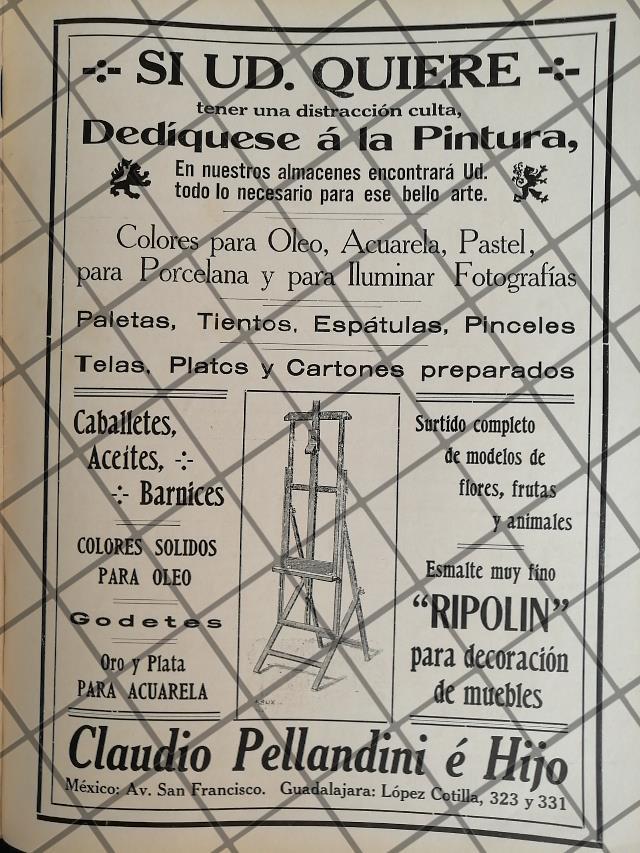 -:- SI UD. QUIERE -:-
tener una distracción culta,
Dedíquese á la Pintura,
En nuestros almacenes encontrará Ud.
todo lo necesario para ese bello arte.
Colores para Oleo, Acuarela, Pastel,
para Porcelana y para Iluminar Fotografías
Paletas, Tientos, Espátulas, Pinceles
Telas, Platos y Cartones preparados
Caballetes,
Aceites, -:-
-:- Barnices
COLORES SOLIDOS
PARA OLEO
Godetes
Oro y Plata
PARA ACUARELA
Surtido completo
de modelos de
flores, frutas
y animales
Esmalte muy fino
“RIPOLIN”
para decoración
de muebles
Claudio Pellandini é Hijo
México: Av. San Francisco. Guadalajara: López Cotilla, 323 y 331